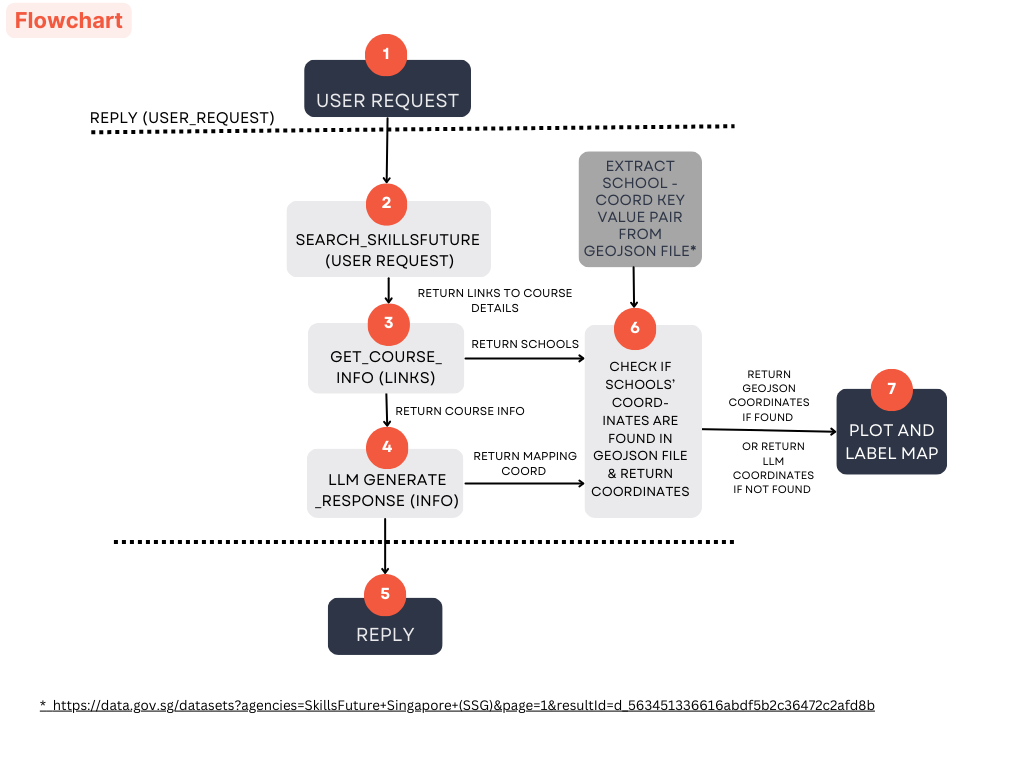 Flowchart
1
USER REQUEST
REPLY (USER_REQUEST)
2
SEARCH_SKILLSFUTURE
(USER REQUEST)
EXTRACT
SCHOOL -
COORD KEY
VALUE PAIR
FROM
GEOJSON FILE*
RETURN LINKS TO COURSE
DETAILS
3
GET_COURSE_
INFO (LINKS)
RETURN SCHOOLS
RETURN COURSE INFO
4
LLM GENERATE
_RESPONSE (INFO)
RETURN MAPPING
COORD
6
CHECK IF
SCHOOLS’
COORD-
INATES ARE
FOUND IN
GEOJSON FILE
& RETURN
COORDINATES
RETURN
GEOJSON
COORDINATES
IF FOUND
OR RETURN
LLM
COORDINATES
IF NOT FOUND
7
PLOT AND
LABEL MAP
5
REPLY
* https://data.gov.sg/datasets?agencies=SkillsFuture+Singapore+(SSG)&page=1&resultId=d_563451336616abdf5b2c36472c2afd8b